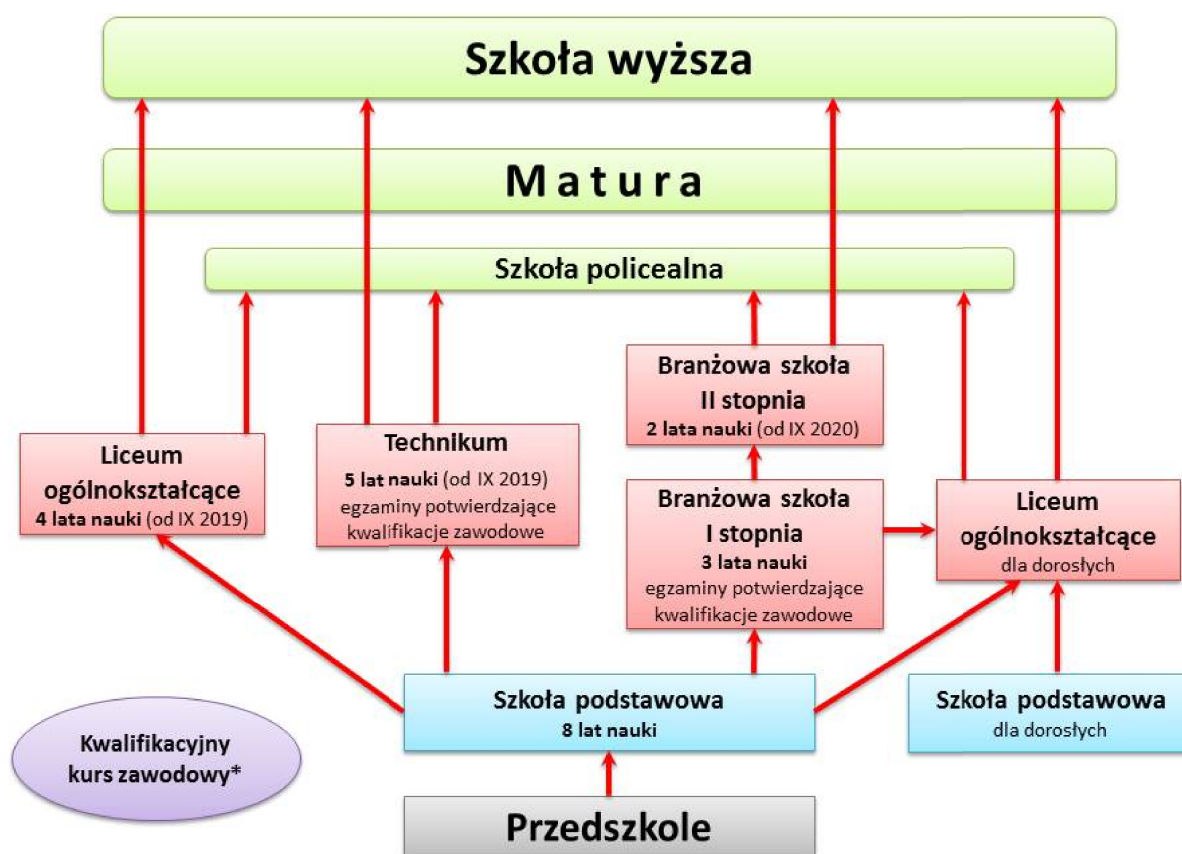 Szkoła wyższa
Matura
Szkoła policealna
Branżowa szkoła
II stopnia
2 lata nauki (od IX 2020)
Liceum
ogólnokształcące
4 lata nauki (od IX 2019)
Technikum
5 lat nauki (od IX 2019)
egzaminy potwierdzające
kwalifikacje zawodowe
Branżowa szkoła
I stopnia
3 lata nauki
egzaminy potwierdzające
kwalifikacje zawodowe
Liceum
ogólnokształcące
dla dorosłych
Szkoła podstawowa
8 lat nauki
Szkoła podstawowa
dla dorosłych
Kwalifikacyjny
kurs zawodowy*
Przedszkole